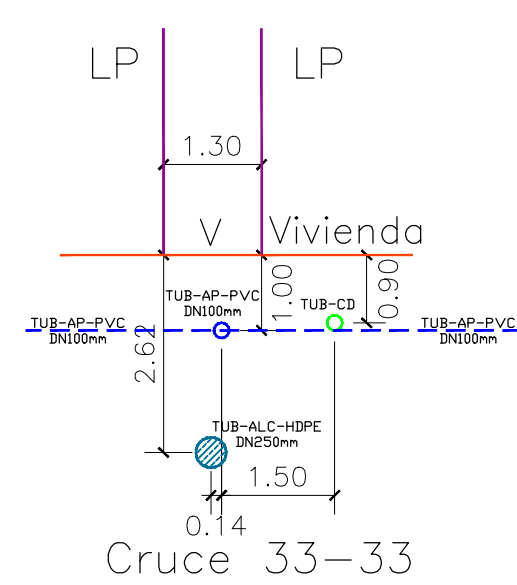 LP LP
1.30
V Vivienda
TUB-AP-PVC
DN100mm
1.00
TUB-CD
0.90
TUB-AP-PVC
DN100mm
TUB-AP-PVC
DN100mm
2.62
TUB-ALC-HDPE
DN250mm
1.50
0.14
Cruce 33-33